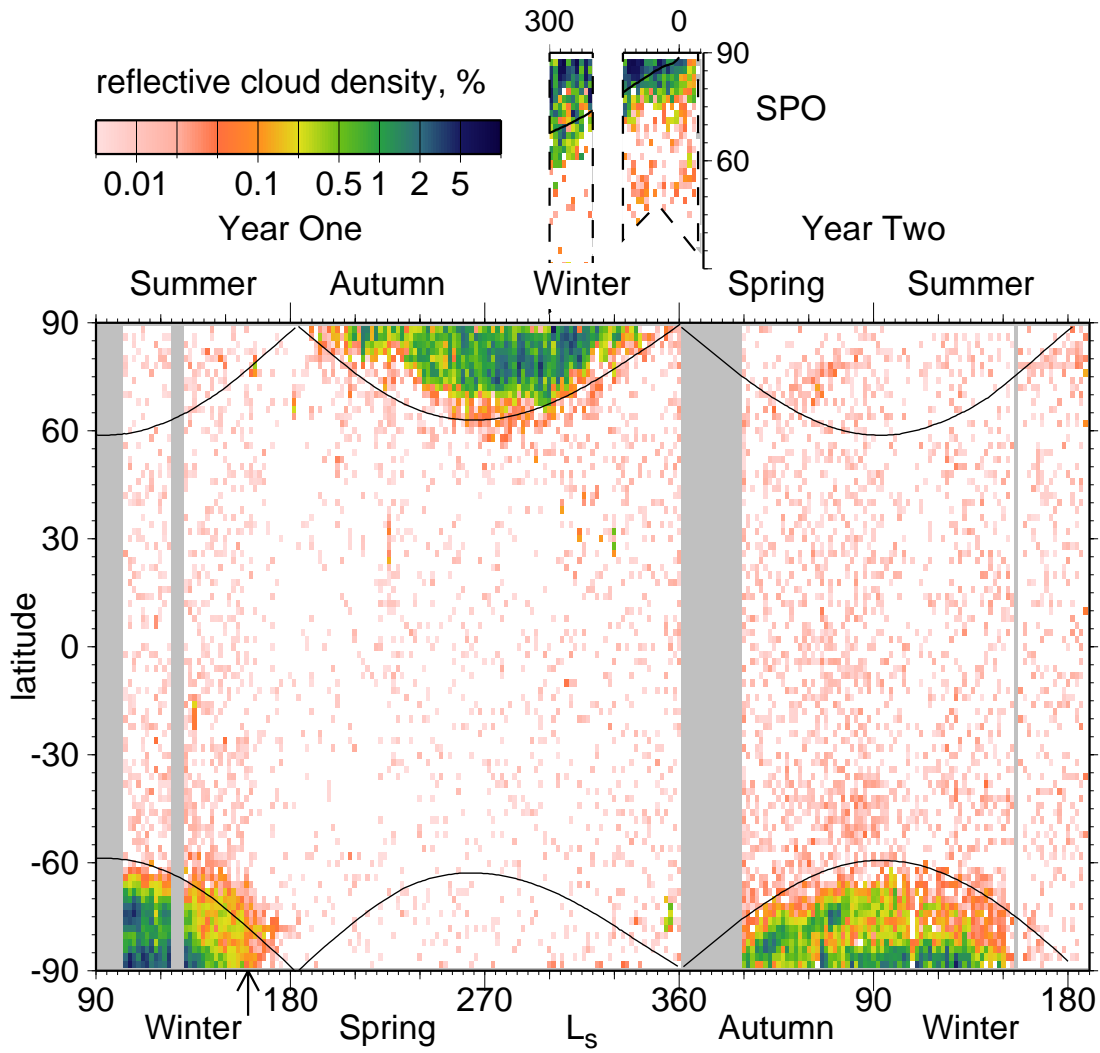 300 0
reflective cloud density, %
90
SPO
60
0.01 0.1 0.5 1 2 5
Year One Year Two
Summer Autumn Winter Spring Summer
90
60
30
0
-30
-60
-90
latitude
90 180 270 360 90 180
Winter Spring Ls Autumn Winter